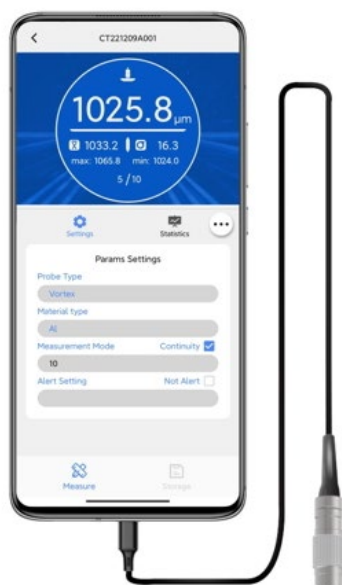 CT221209A001
1025.8 μm
1033.2 16.3
max: 1065.8 min: 1024.0
5 / 10
Settings Statistics
Params Settings
Probe Type
Vortex
Material type
Al
Measurement Mode Continuity
10
Alert Setting Not Alert
Measure Storage